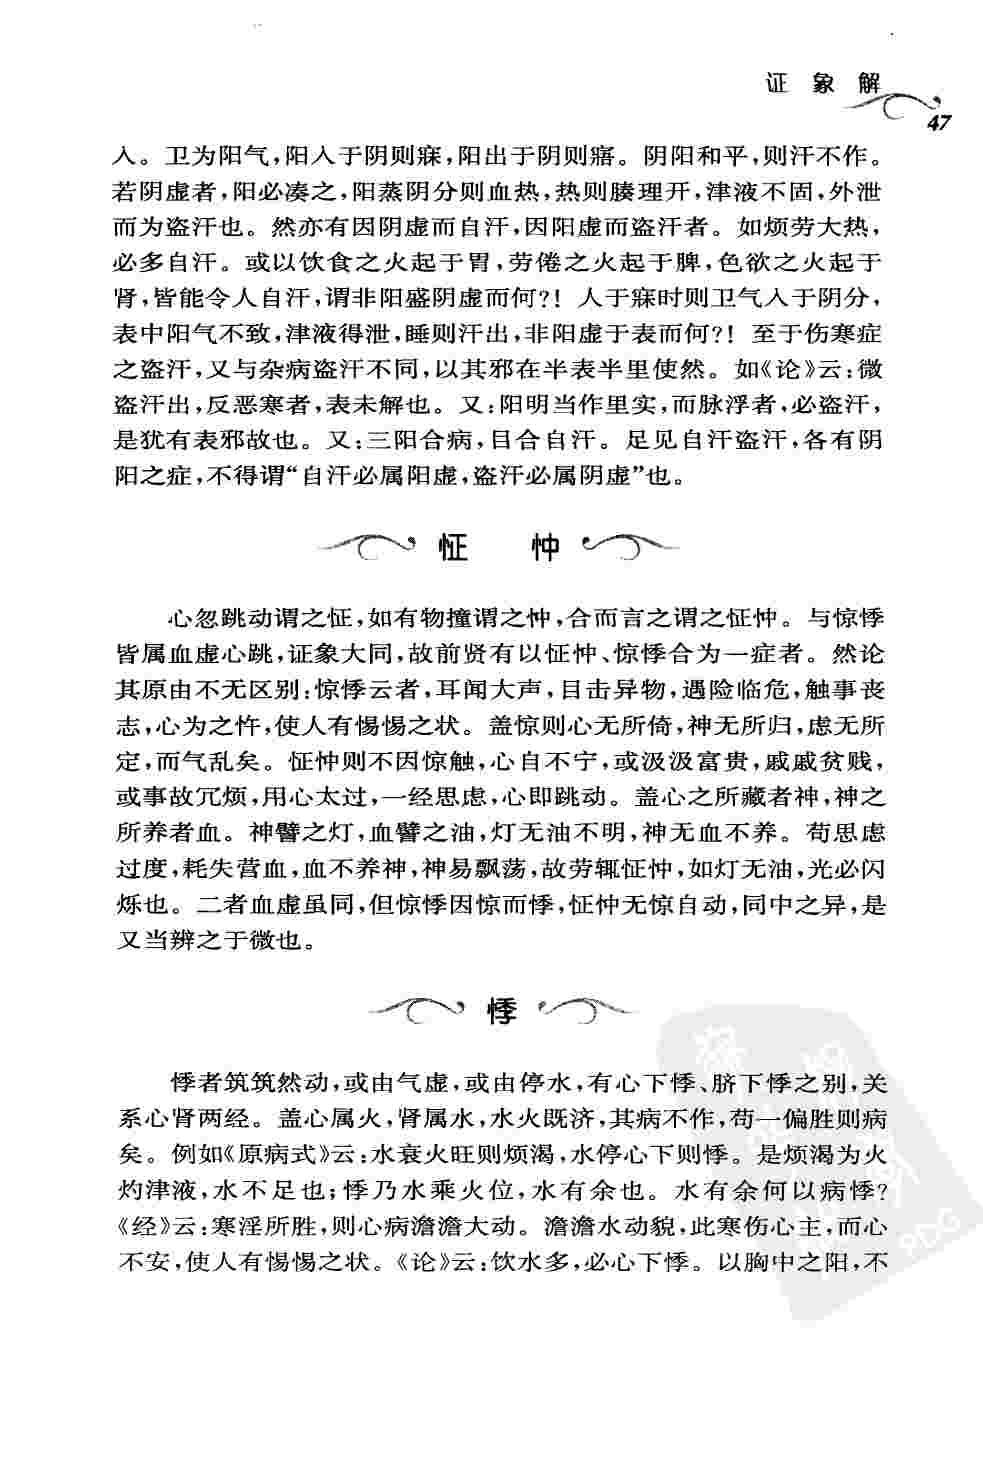 证象解
47
入。卫为阳气，阳入于阴则寐，阳出于阴则寤。阴阳和平，则汗不作。
若阴虚者，阳必凑之，阳蒸阴分则血热，热则腠理开，津液不固，外泄
而为盗汗也。然亦有因阴虚而自汗，因阳虚而盗汗者。如烦劳大热，
必多自汗。或以饮食之火起于胃，劳倦之火起于脾，色欲之火起于
肾，皆能令人自汗，谓非阳盛阴虚而何？！人于寐时则卫气入于阴分，
表中阳气不致，津液得泄，睡则汗出，非阳虚于表而何？！至于伤寒症
之盗汗，又与杂病盗汗不同，以其邪在半表半里使然。如《论》云：微
盗汗出，反恶寒者，表未解也。又：阳明当作里实，而脉浮者，必盗汗，
是犹有表邪故也。又：三阳合病，目合自汗。足见自汗盗汗，各有阴
阳之症，不得谓“自汗必属阳虚，盗汗必属阴虚”也。
怔忡
心忽跳动谓之怔，如有物撞谓之忡，合而言之谓之怔忡。与惊悸
皆属血虚心跳，证象大同，故前贤有以怔忡、惊悸合为一症者。然论
其原由不无区别：惊悸云者，耳闻大声，目击异物，遇险临危，触事丧
志，心为之忤，使人有惕惕之状。盖惊则心无所倚，神无所归，虑无所
定，而气乱矣。怔忡则不因惊触，心自不宁，或汲汲富贵，戚戚贫贱，
或事故冗烦，用心太过，一经思虑，心即跳动。盖心之所藏者神，神之
所养者血。神譬之灯，血譬之油，灯无油不明，神无血不养。苟思虑
过度，耗失营血，血不养神，神易飘荡，故劳辄怔忡，如灯无油，光必闪
烁也。二者血虚虽同，但惊悸因惊而悸，怔忡无惊自动，同中之异，是
又当辨之于微也。
悸
悸者筑筑然动，或由气虚，或由停水，有心下悸、脐下悸之别，关
系心肾两经。盖心属火，肾属水，水火既济，其病不作，苟一偏胜则病
矣。例如《原病式》云：水衰火旺则烦渴，水停心下则悸。是烦渴为火
灼津液，水不足也；悸乃水乘火位，水有余也。水有余何以病悸？
《经》云：寒淫所胜，则心病澹澹大动。澹澹水动貌，此寒伤心主，而心
不安，使人有惕惕之状。《论》云：饮水多，必心下悸。以胸中之阳，不
PDG